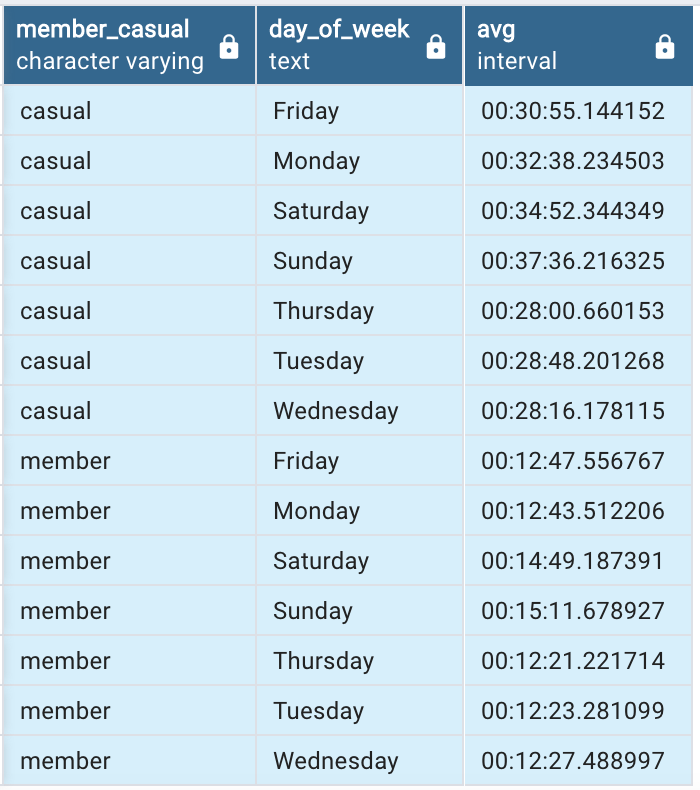 member_casual day_of_week avg
character varying text interval
casual Friday 00:30:55.144152
casual Monday 00:32:38.234503
casual Saturday 00:34:52.344349
casual Sunday 00:37:36.216325
casual Thursday 00:28:00.660153
casual Tuesday 00:28:48.201268
casual Wednesday 00:28:16.178115
member Friday 00:12:47.556767
member Monday 00:12:43.512206
member Saturday 00:14:49.187391
member Sunday 00:15:11.678927
member Thursday 00:12:21.221714
member Tuesday 00:12:23.281099
member Wednesday 00:12:27.488997